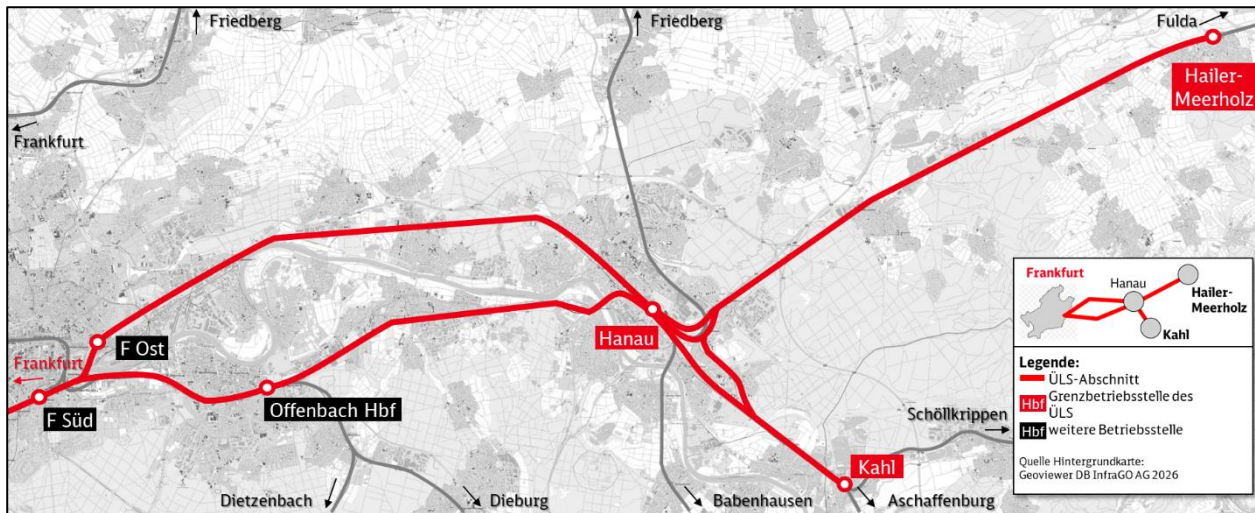 Friedberg
Friedberg
Fulda
Hailer-
Meerholz
Frankfurt
Frankfurt
F Ost
F Süd
Offenbach Hbf
Hanau
Kahl
Schöllkrippen
Dietzenbach
Dieburg
Babenhausen
Aschaffenburg
Frankfurt
Hanau
Hailer-
Meerholz
Kahl
Legende:
ÜLS-Abschnitt
Hbf Grenzbetriebsstelle des
ÜLS
Hbf weitere Betriebsstelle
Quelle Hintergrundkarte:
Geoviewer DB InfraGO AG 2026